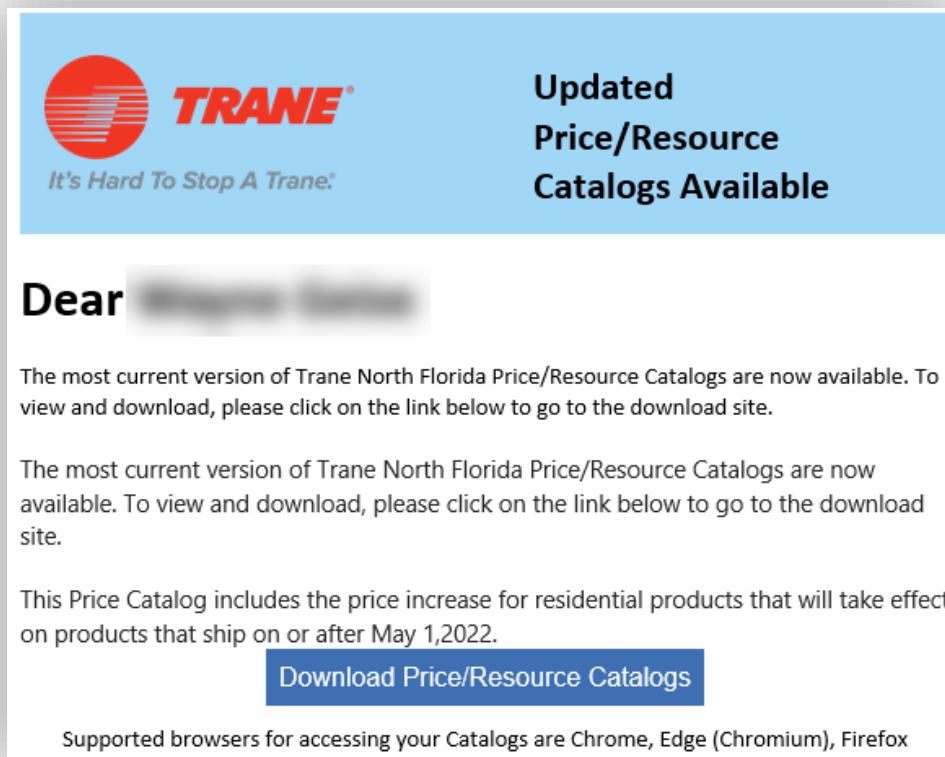 TRANE®
It's Hard To Stop A Trane.®
Updated
Price/Resource
Catalogs Available
Dear
The most current version of Trane North Florida Price/Resource Catalogs are now available. To
view and download, please click on the link below to go to the download site.
The most current version of Trane North Florida Price/Resource Catalogs are now
available. To view and download, please click on the link below to go to the download
site.
This Price Catalog includes the price increase for residential products that will take effect
on products that ship on or after May 1,2022.
Download Price/Resource Catalogs
Supported browsers for accessing your Catalogs are Chrome, Edge (Chromium), Firefox